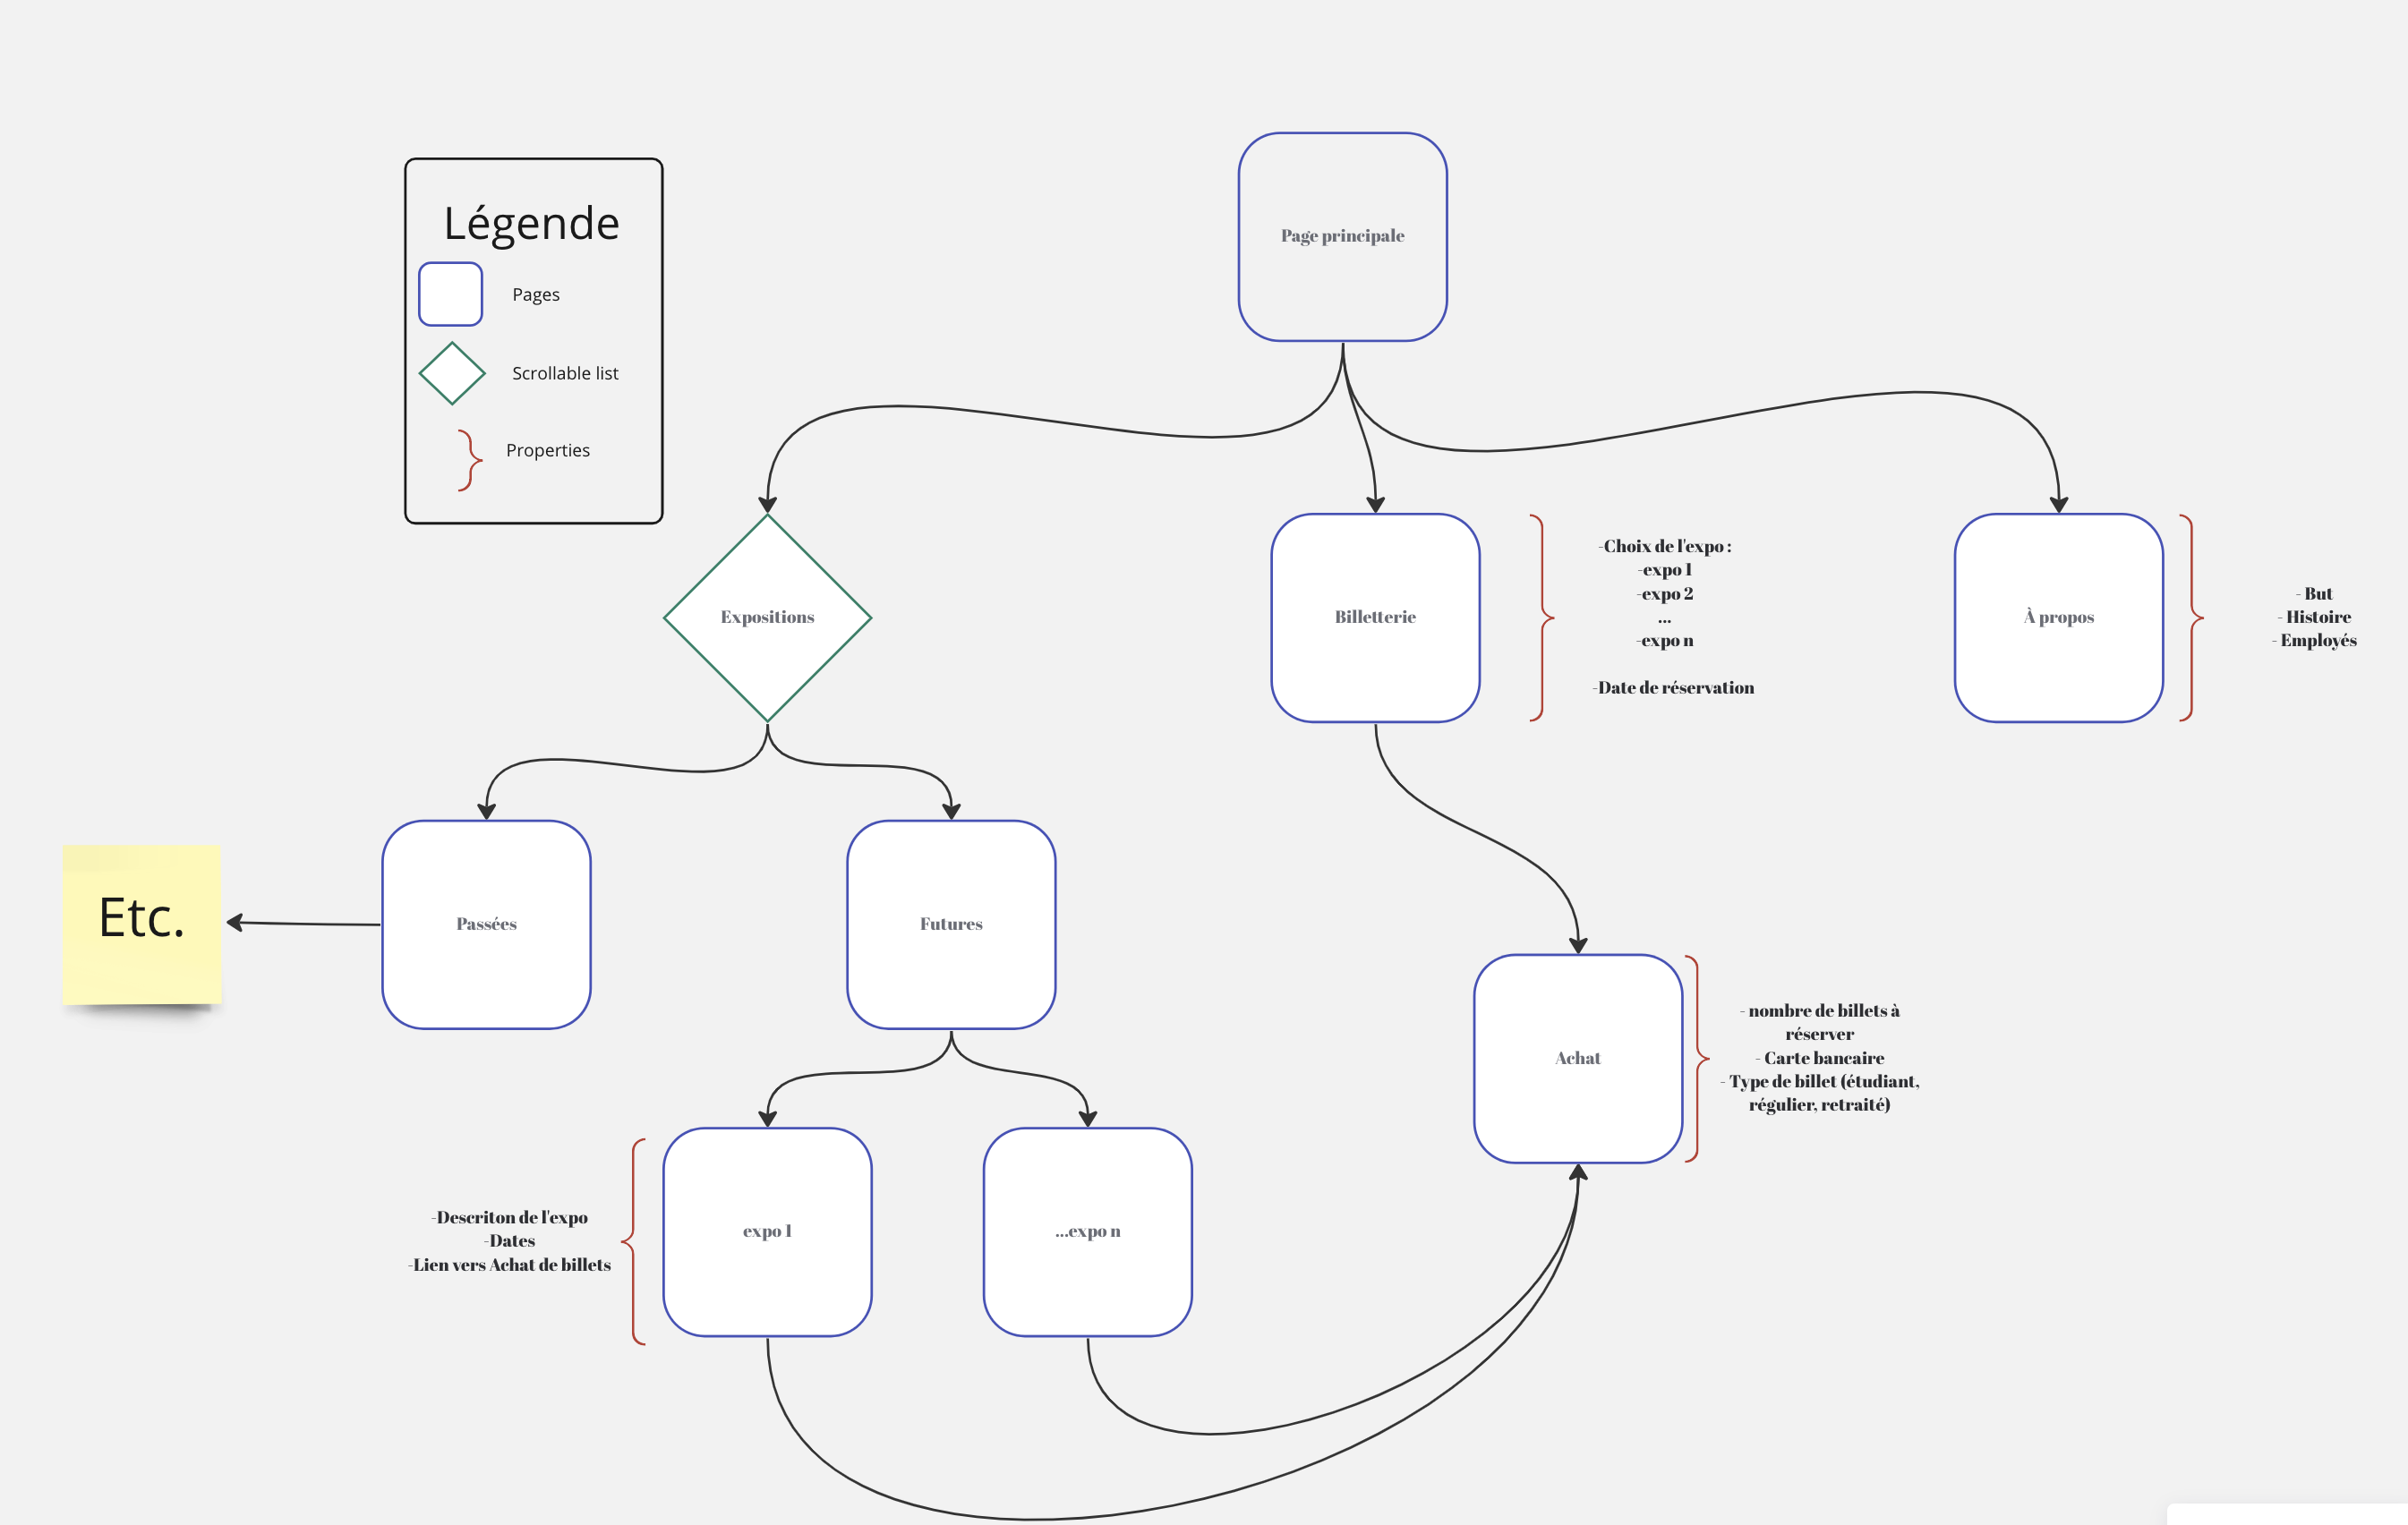 Légende
Pages
Scrollable list
Properties
Page principale
Expositions
Billetterie
-Choix de l'expo :
-expo 1
-expo 2
...
-expo n
-Date de réservation
À propos
- But
- Histoire
- Employés
Etc.
Passées
Futures
Achat
- nombre de billets à
réserver
- Carte bancaire
- Type de billet (étudiant,
régulier, retraité)
-Descriton de l'expo
-Dates
-Lien vers Achat de billets
expo 1
...expo n